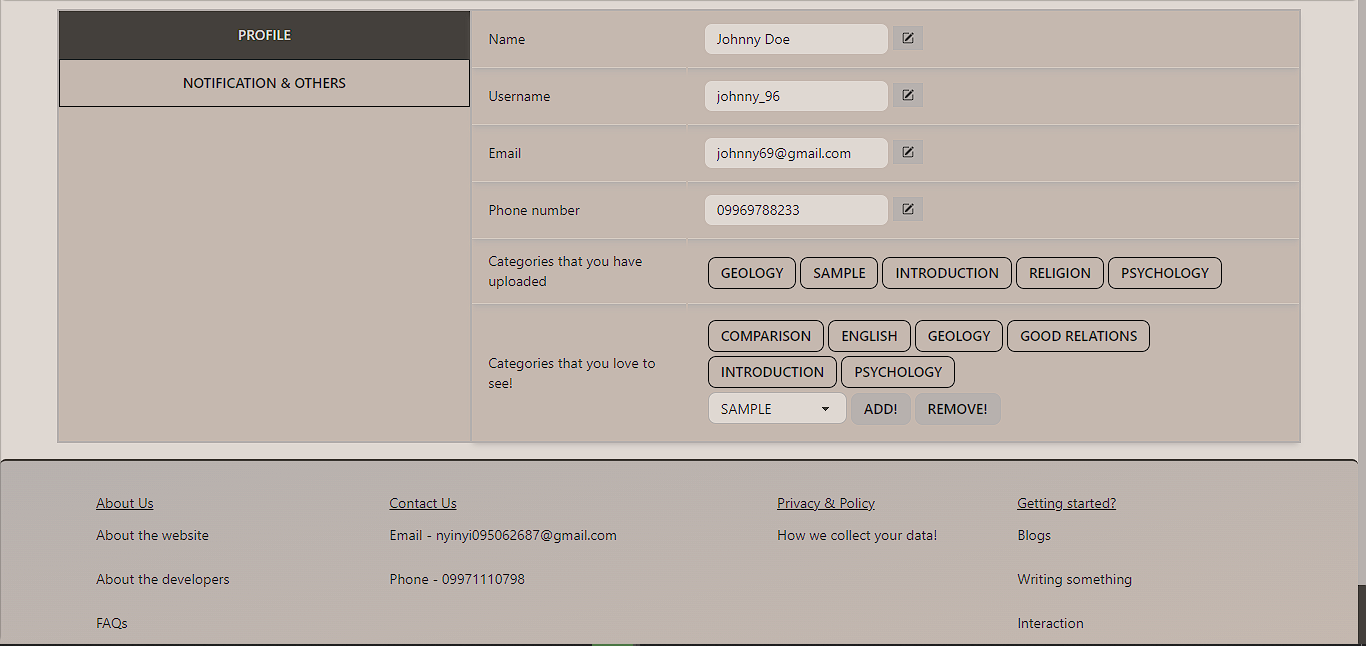 PROFILE
NOTIFICATION & OTHERS
Name
Johnny Doe
Username
johnny_96
Email
johnny69@gmail.com
Phone number
09969788233
Categories that you have
uploaded
GEOLOGY SAMPLE INTRODUCTION RELIGION PSYCHOLOGY
Categories that you love to
see!
COMPARISON ENGLISH GEOLOGY GOOD RELATIONS
INTRODUCTION PSYCHOLOGY
SAMPLE ADD! REMOVE!
About Us
About the website
About the developers
FAQs
Contact Us
Email - nyinyi095062687@gmail.com
Phone - 09971110798
Privacy & Policy
How we collect your data!
Getting started?
Blogs
Writing something
Interaction